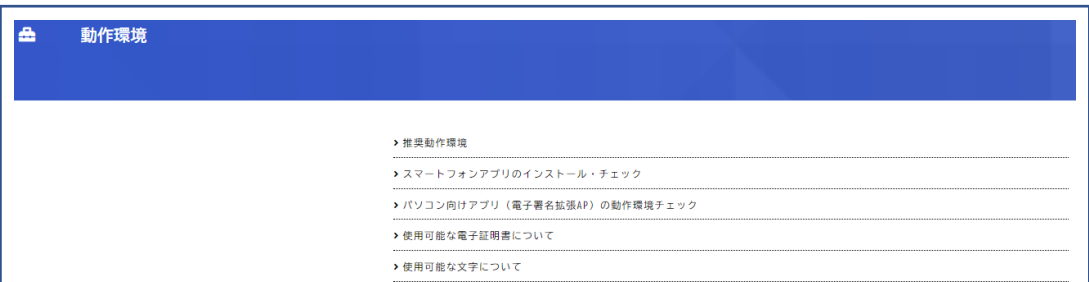 動作環境
推奨動作環境
スマートフォンアプリのインストール・チェック
パソコン向けアプリ（電子署名拡張AP）の動作環境チェック
使用可能な電子証明書について
使用可能な文字について